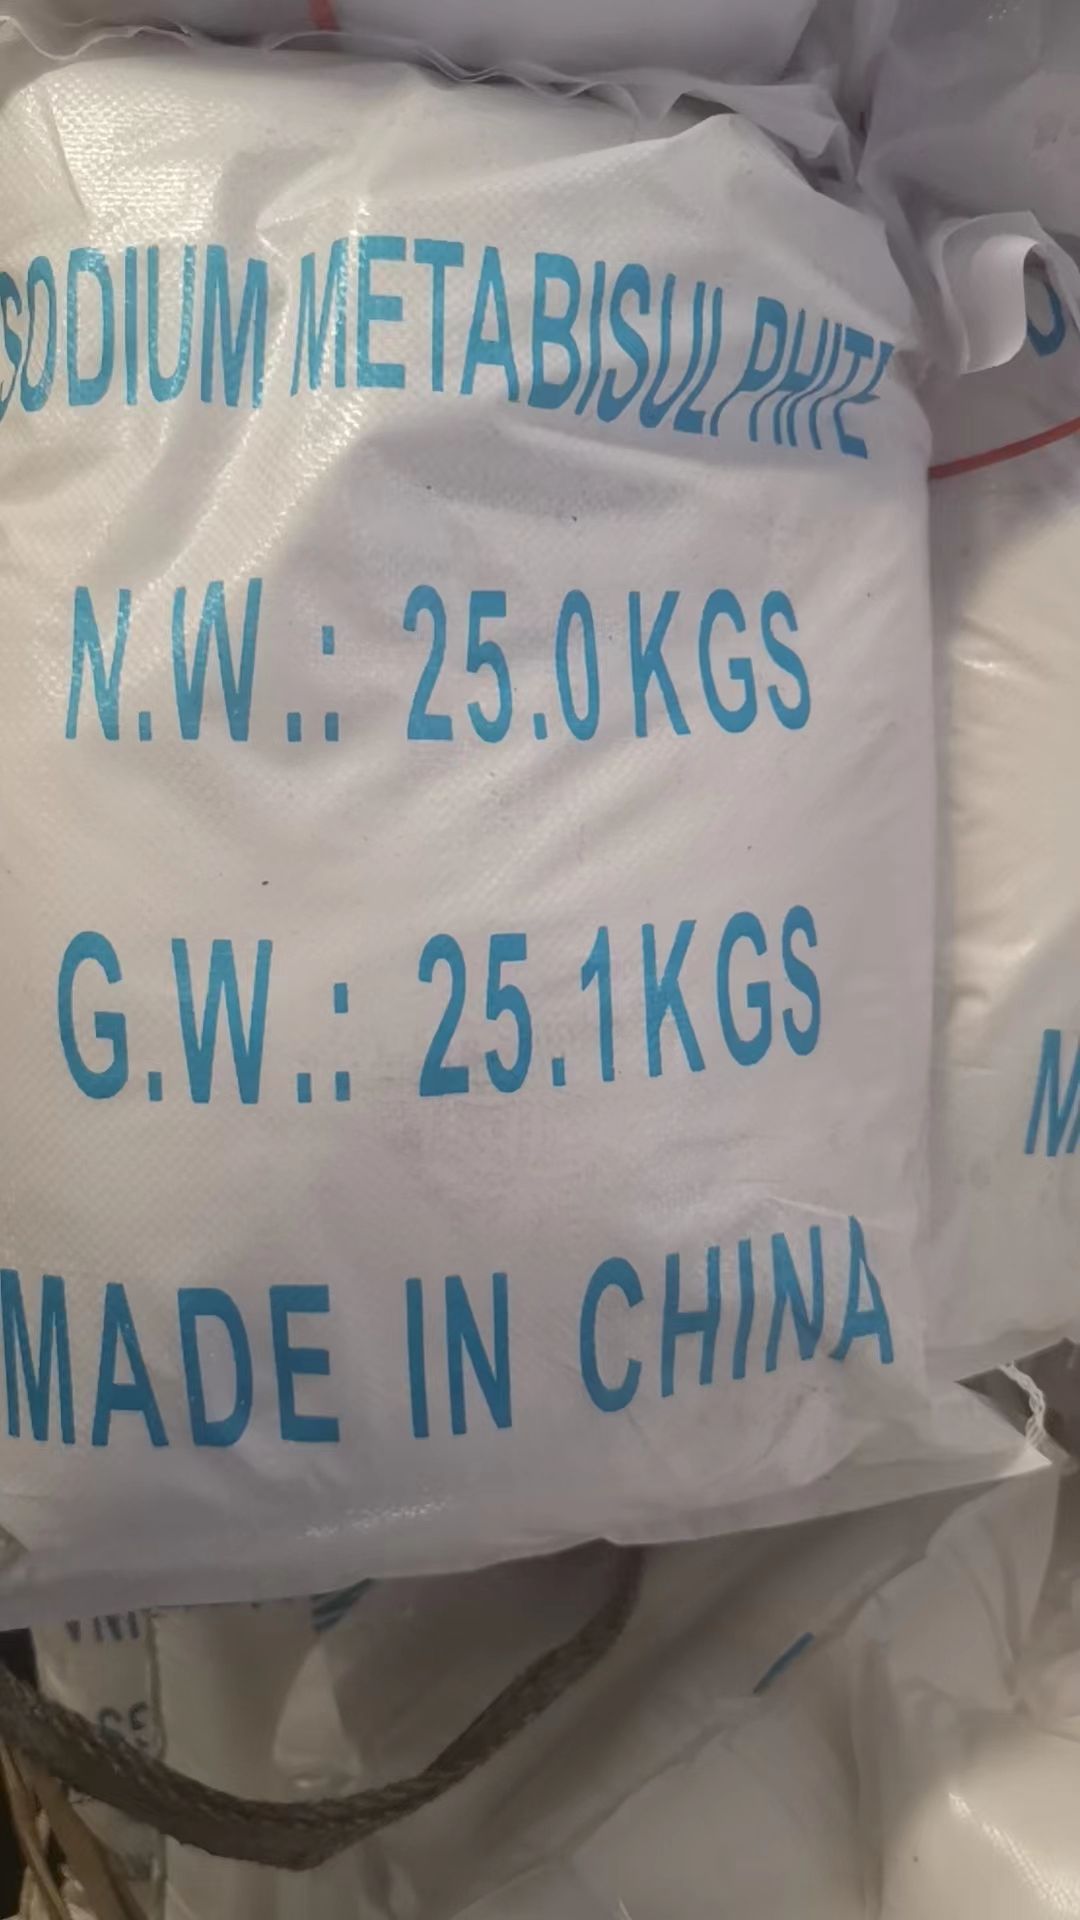 SODIUM METABISULPHITE
N.W.: 25.0KGS
G.W.: 25.1KGS
MADE IN CHINA